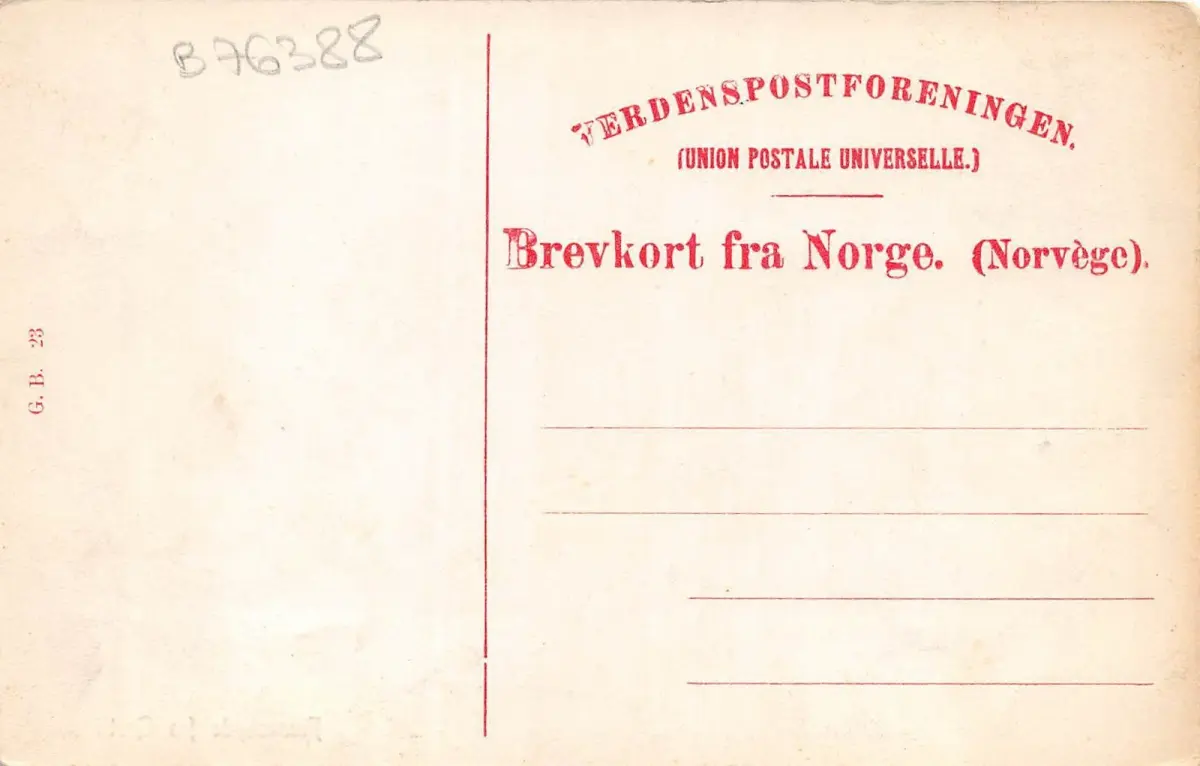 B76388
VERDENSPOSTFORENINGEN.
(UNION POSTALE UNIVERSELLE.)
Brevkort fra Norge. (Norvège).
G. B. 23